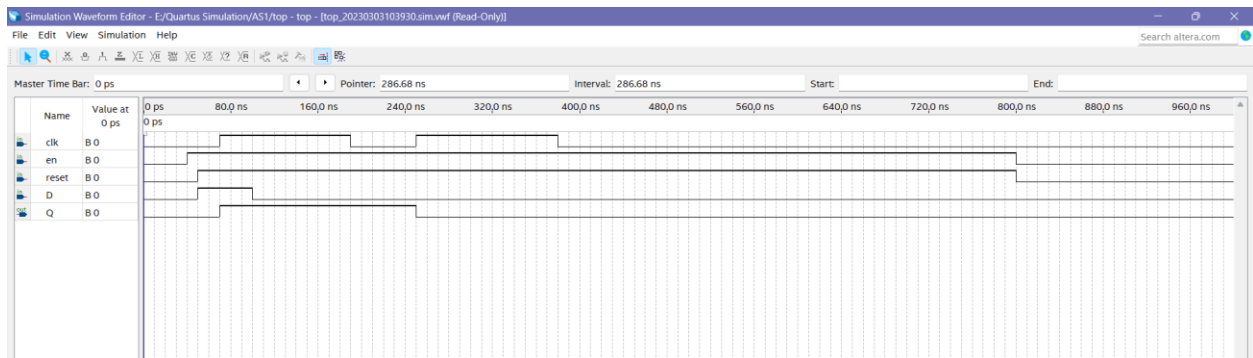 Simulation Waveform Editor - E:/Quartus Simulation/AS1/top - top - [top_20230303103930.sim.vwf (Read-Only)]
File Edit View Simulation Help
Search altera.com
Master Time Bar: 0 ps Pointer: 286.68 ns Interval: 286.68 ns Start: End:
Name Value at 0 ps
0 ps 80.0 ns 160.0 ns 240.0 ns 320.0 ns 400.0 ns 480.0 ns 560.0 ns 640.0 ns 720.0 ns 800.0 ns 880.0 ns 960.0 ns
0 ps
clk B 0
en B 0
reset B 0
D B 0
Q B 0